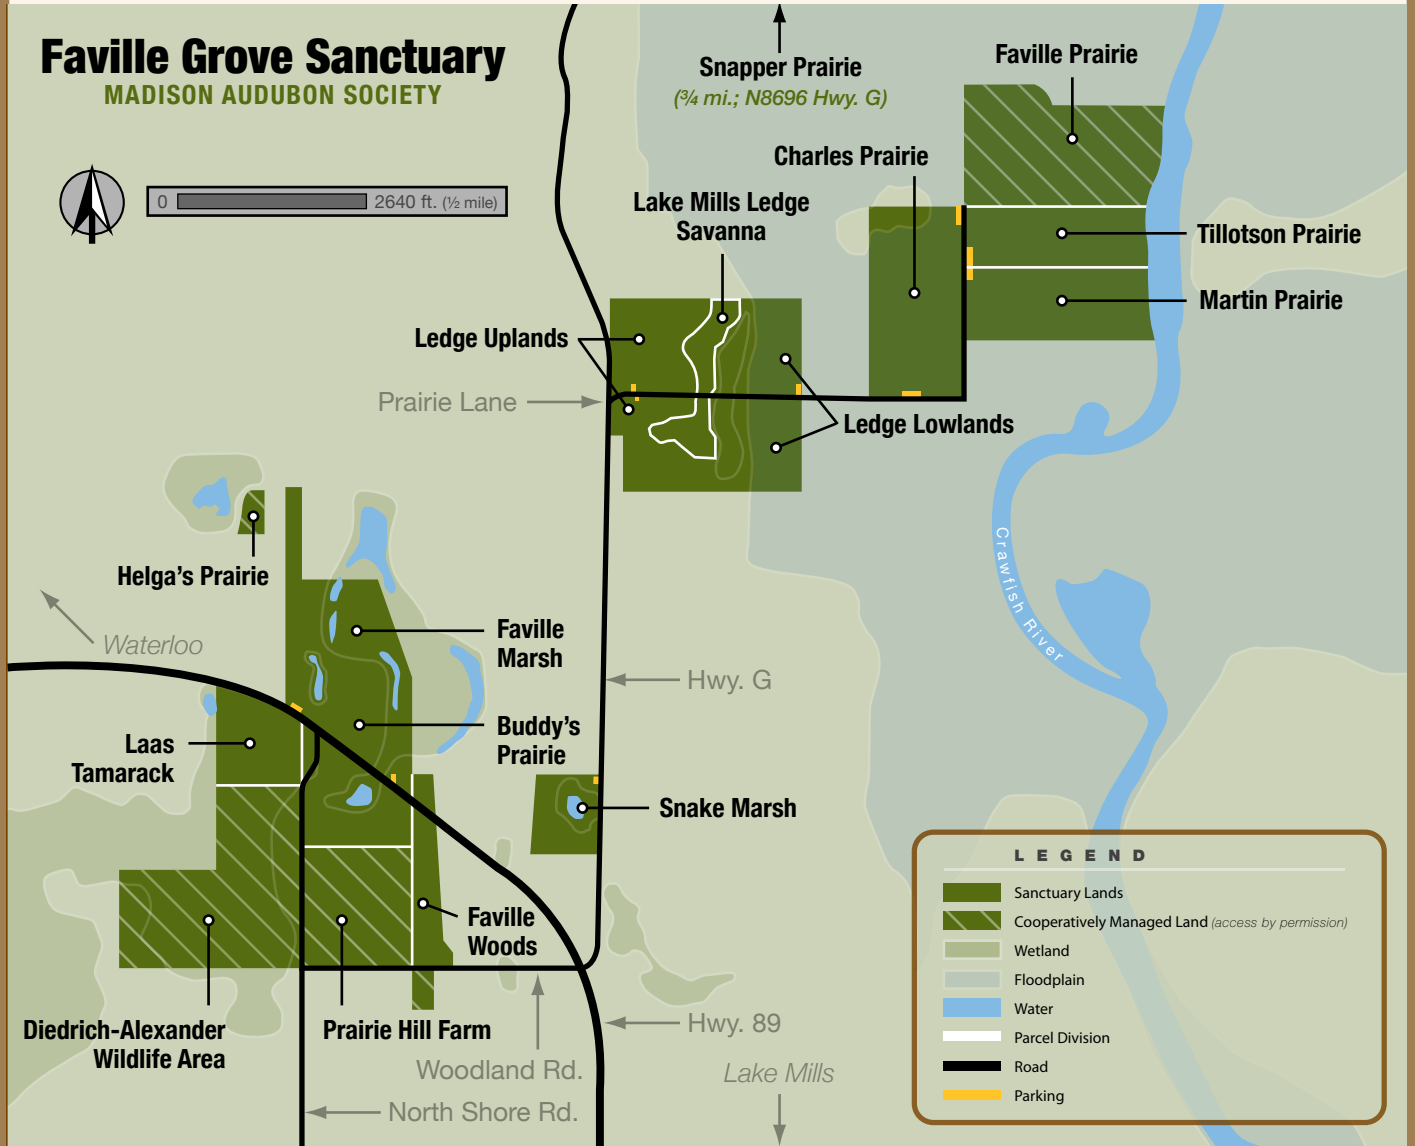 Faville Grove Sanctuary
MADISON AUDUBON SOCIETY
0 2640 ft. (½ mile)
Snapper Prairie
(¾ mi.; N8696 Hwy. G)
Faville Prairie
Charles Prairie
Lake Mills Ledge
Savanna
Tillotson Prairie
Martin Prairie
Ledge Uplands
Prairie Lane
Ledge Lowlands
Helga's Prairie
Crawfish River
Waterloo
Faville
Marsh
Hwy. G
Buddy's
Prairie
Laas
Tamarack
Snake Marsh
Faville
Woods
Diedrich-Alexander
Wildlife Area
Prairie Hill Farm
Hwy. 89
Woodland Rd.
Lake Mills
North Shore Rd.
LEGEND
Sanctuary Lands
Cooperatively Managed Land (access by permission)
Wetland
Floodplain
Water
Parcel Division
Road
Parking